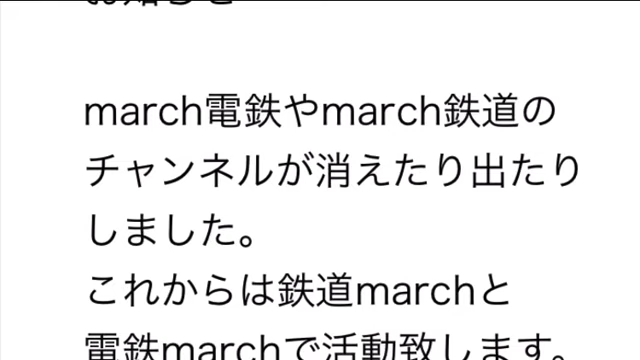 march電鉄やmarch鉄道の
チャンネルが消えたり出たり
しました。
これからは鉄道marchと
電鉄marchで活動致します。